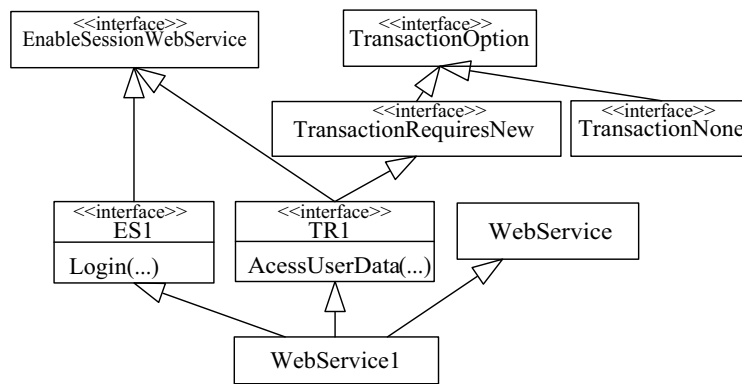 <<interface>>
EnableSessionWebService
<<interface>>
TransactionOption
<<interface>>
TransactionRequiresNew
<<interface>>
TransactionNone
<<interface>>
ES1
Login(...)
<<interface>>
TR1
AcessUserData(...)
WebService
WebService1